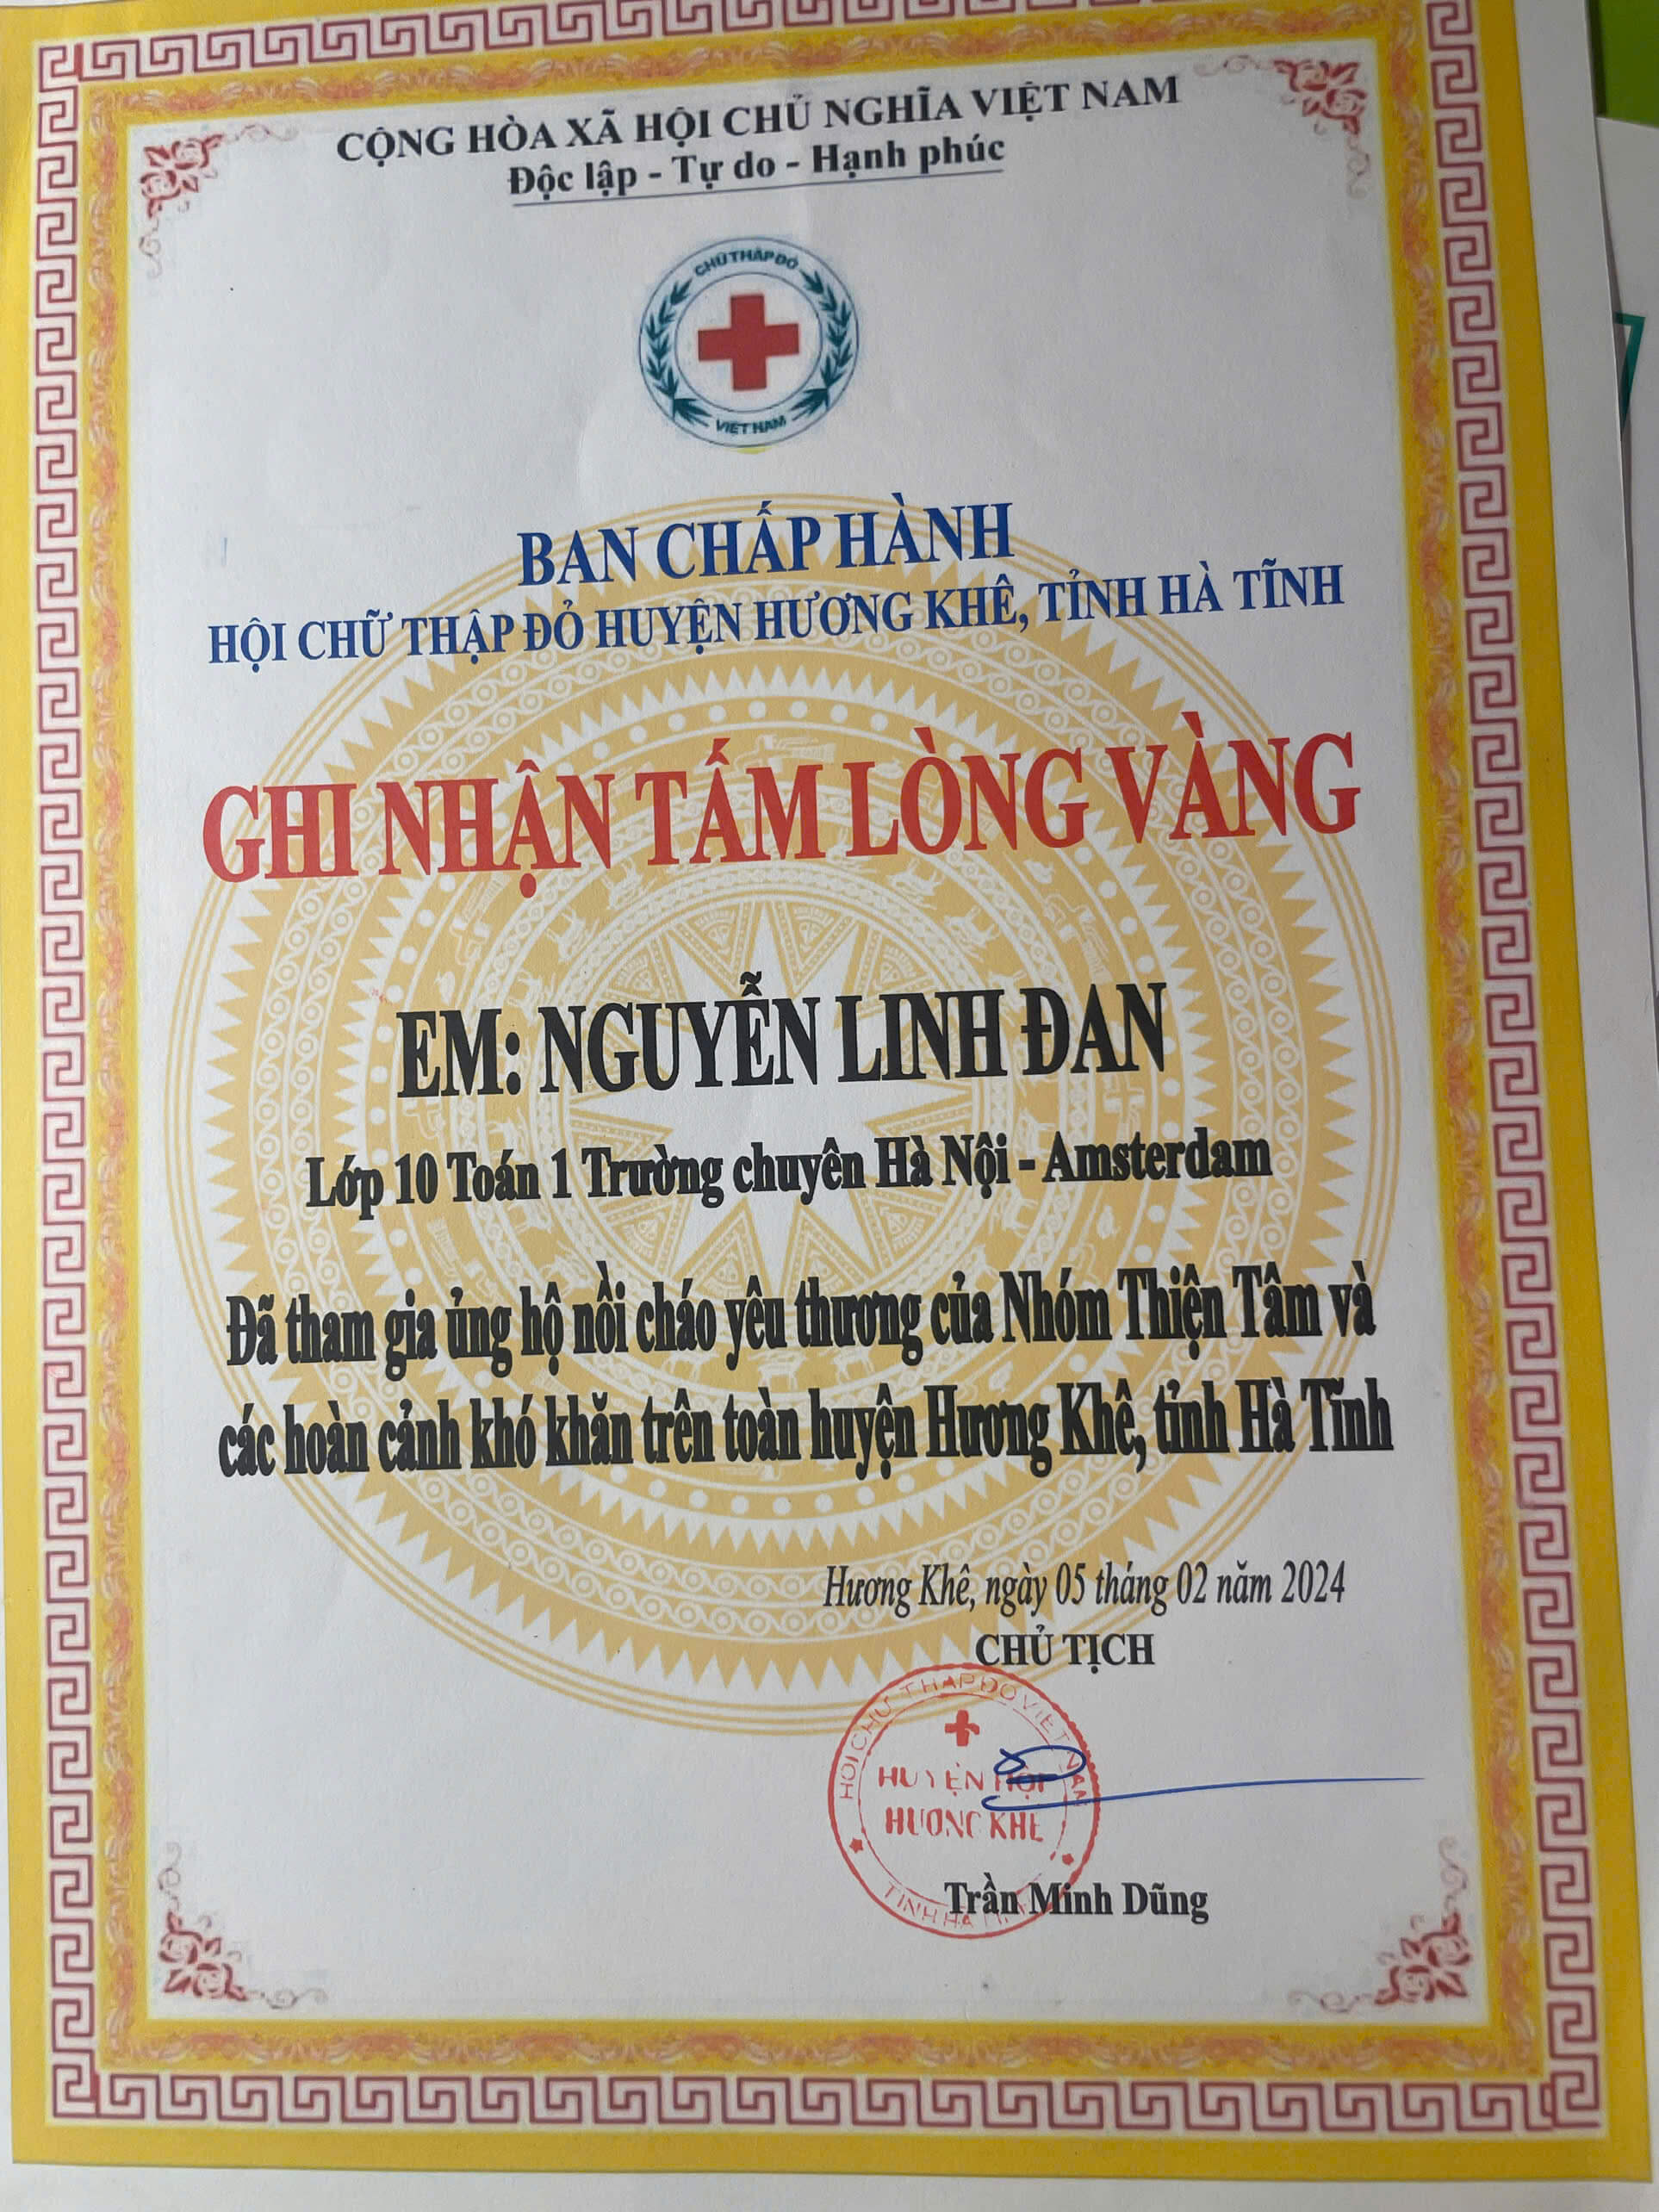 CỘNG HÒA XÃ HỘI CHỦ NGHĨA VIỆT NAM
Độc lập - Tự do - Hạnh phúc
CHỮ THẬP ĐỎ
VIỆT NAM
BAN CHẤP HÀNH
HỘI CHỮ THẬP ĐỎ HUYỆN HƯƠNG KHÊ, TỈNH HÀ TĨNH
GHI NHẬN TẤM LÒNG VÀNG
EM: NGUYỄN LINH ĐAN
Lớp 10 Toán 1 Trường chuyên Hà Nội - Amsterdam
Đã tham gia ủng hộ nồi cháo yêu thương của Nhóm Thiện Tâm và
các hoàn cảnh khó khăn trên toàn huyện Hương Khê, tỉnh Hà Tĩnh
Hương Khê, ngày 05 tháng 02 năm 2024
CHỦ TỊCH
HỘI CHỮ THẬP ĐỎ VIỆT NAM
HUYỆN HỘI
HƯƠNG KHÊ
TỈNH HÀ
Trần Minh Dũng